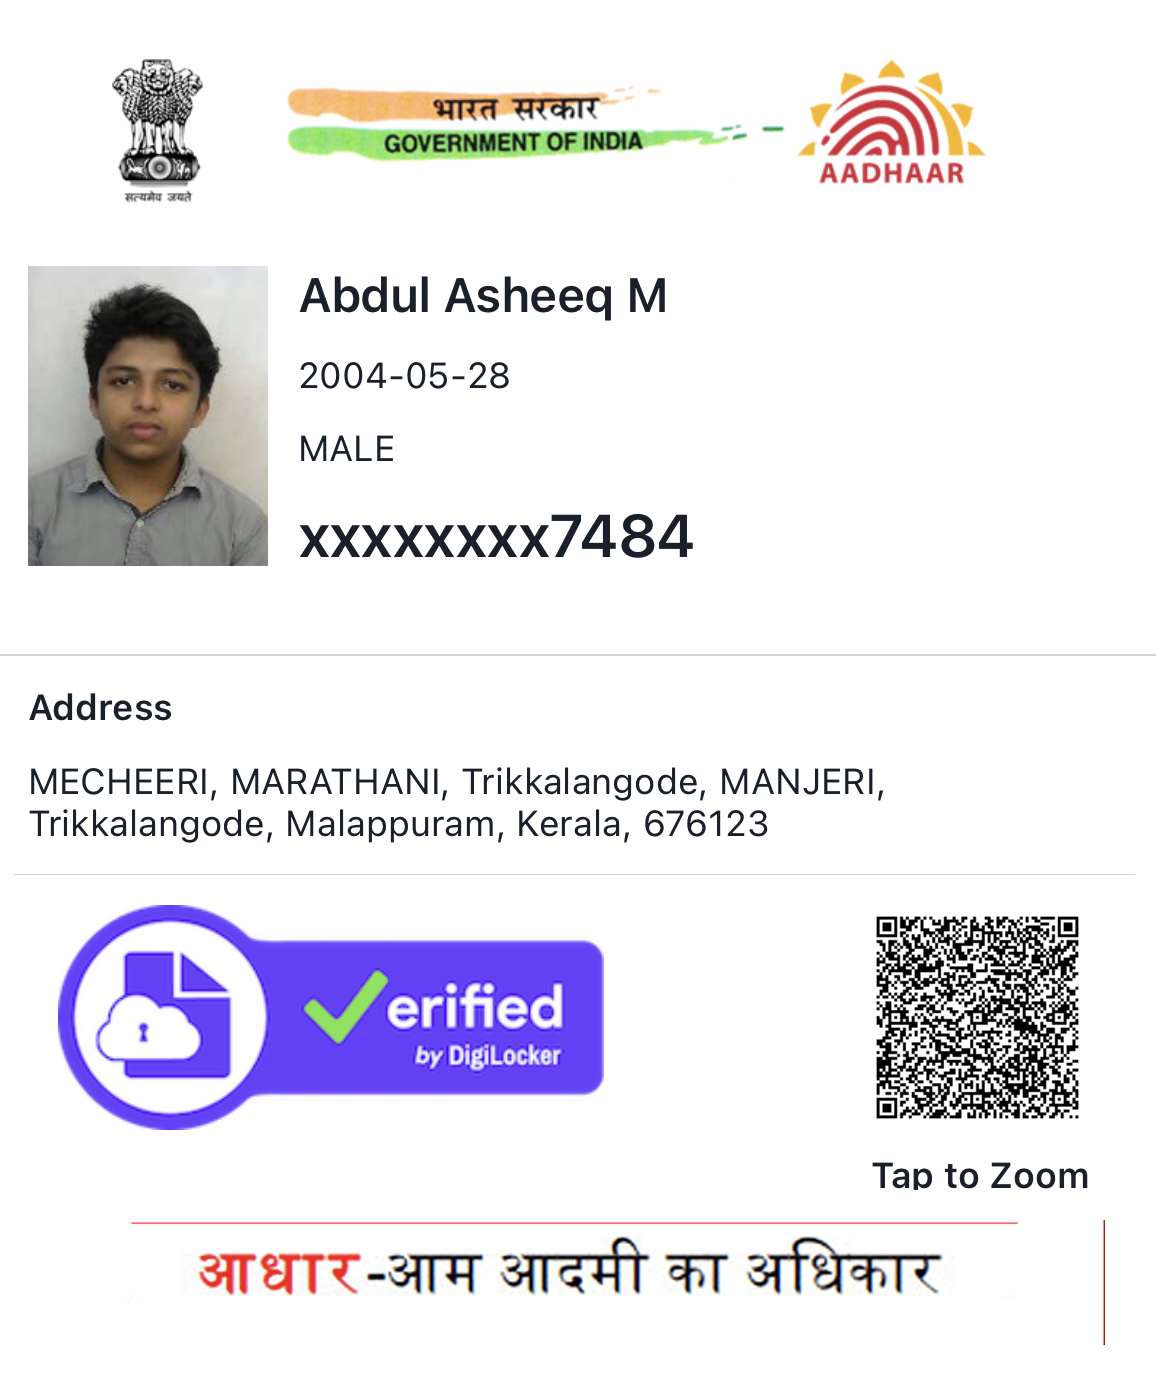 सत्यमेव जयते
भारत सरकार
GOVERNMENT OF INDIA
AADHAAR
Abdul Asheeq M
2004-05-28
MALE
xxxxxxxx7484
Address
MECHEERI, MARATHANI, Trikkalangode, MANJERI,
Trikkalangode, Malappuram, Kerala, 676123
Verified
by DigiLocker
Tap to Zoom
आधार-आम आदमी का अधिकार